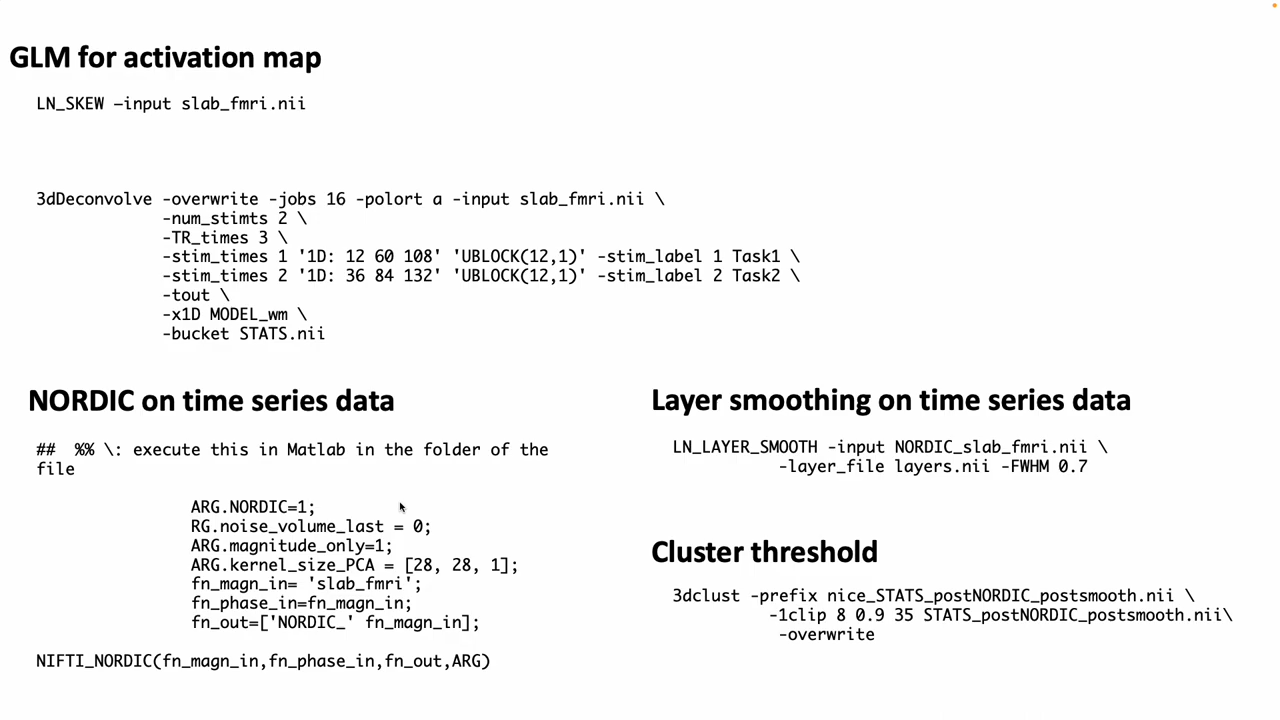 GLM for activation map
LN_SKEW –input slab_fmri.nii
3dDeconvolve -overwrite -jobs 16 -polort a -input slab_fmri.nii \
-num_stimts 2 \
-TR_times 3 \
-stim_times 1 '1D: 12 60 108' 'UBLOCK(12,1)' -stim_label 1 Task1 \
-stim_times 2 '1D: 36 84 132' 'UBLOCK(12,1)' -stim_label 2 Task2 \
-tout \
-x1D MODEL_wm \
-bucket STATS.nii
NORDIC on time series data
## %% \: execute this in Matlab in the folder of the
file
ARG.NORDIC=1;
RG.noise_volume_last = 0;
ARG.magnitude_only=1;
ARG.kernel_size_PCA = [28, 28, 1];
fn_magn_in= 'slab_fmri';
fn_phase_in=fn_magn_in;
fn_out=['NORDIC_' fn_magn_in];
NIFTI_NORDIC(fn_magn_in,fn_phase_in,fn_out,ARG)
Layer smoothing on time series data
LN_LAYER_SMOOTH -input NORDIC_slab_fmri.nii \
-layer_file layers.nii -FWHM 0.7
Cluster threshold
3dclust -prefix nice_STATS_postNORDIC_postsmooth.nii \
-1clip 8 0.9 35 STATS_postNORDIC_postsmooth.nii\
-overwrite